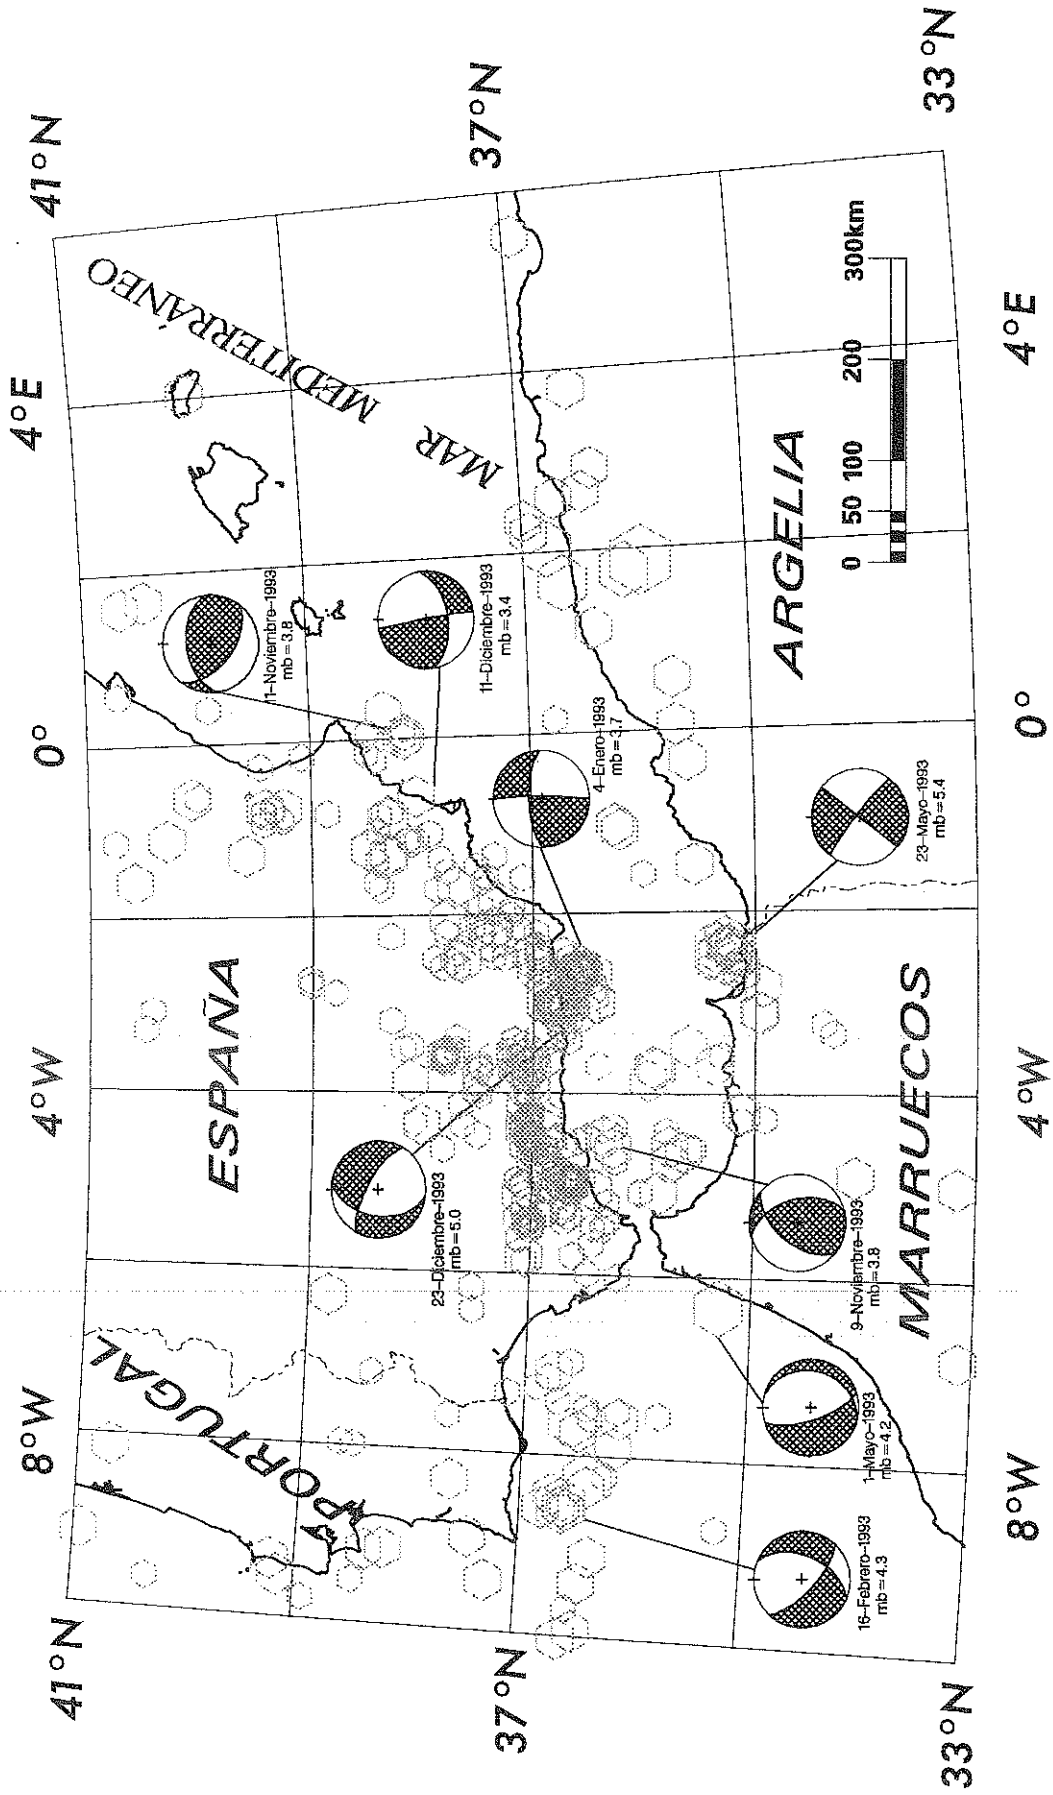 41°N
8°W
4°W
0°
4°E
41°N
PORTUGAL
ESPAÑA
MAR MEDITERRÁNEO
11–Noviembre–1993
mb=3.8
23–Diciembre–1993
mb=5.0
11–Diciembre–1993
mb=3.4
37°N
37°N
4–Enero–1993
mb=3.7
16–Febrero–1993
mb=4.3
1–Mayo–1993
mb=4.2
9–Noviembre–1993
mb=3.8
23–Mayo–1993
mb=5.4
MARRUECOS
ARGELIA
0 50 100 200 300km
33°N
8°W
4°W
0°
4°E
33°N